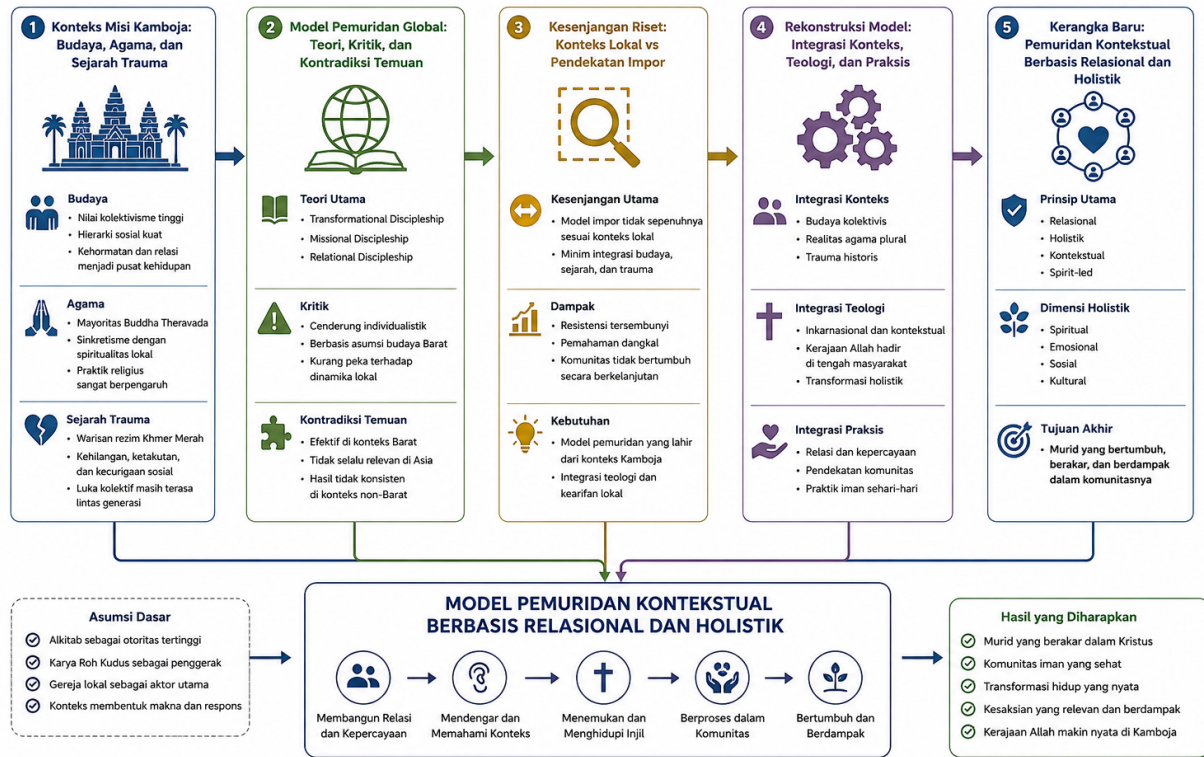 1 Konteks Misi Kamboja:
Budaya, Agama, dan
Sejarah Trauma
Budaya
• Nilai kolektivisme tinggi
• Hierarki sosial kuat
• Kehormatan dan relasi
menjadi pusat kehidupan
Agama
• Mayoritas Buddha Theravada
• Sinkretisme dengan
spiritualitas lokal
• Praktik religius
sangat berpengaruh
Sejarah Trauma
• Warisan rezim Khmer Merah
• Kehilangan, ketakutan,
dan kecurigaan sosial
• Luka kolektif masih terasa
lintas generasi
2 Model Pemuridan Global:
Teori, Kritik, dan
Kontradiksi Temuan
Teori Utama
• Transformational Discipleship
• Missional Discipleship
• Relational Discipleship
Kritik
• Cenderung individualistik
• Berbasis asumsi budaya Barat
• Kurang peka terhadap
dinamika lokal
Kontradiksi Temuan
• Efektif di konteks Barat
• Tidak selalu relevan di Asia
• Hasil tidak konsisten
di konteks non-Barat
3 Kesenjangan Riset:
Konteks Lokal vs
Pendekatan Impor
Kesenjangan Utama
• Model impor tidak sepenuhnya
sesuai konteks lokal
• Minim integrasi budaya,
sejarah, dan trauma
Dampak
• Resistensi tersembunyi
• Pemahaman dangkal
• Komunitas tidak bertumbuh
secara berkelanjutan
Kebutuhan
• Model pemuridan yang lahir
dari konteks Kamboja
• Integrasi teologi dan
kearifan lokal
4 Rekonstruksi Model:
Integrasi Konteks,
Teologi, dan Praksis
Integrasi Konteks
• Budaya kolektivis
• Realitas agama plural
• Trauma historis
Integrasi Teologi
• Inkarnasional dan kontekstual
• Kerajaan Allah hadir
di tengah masyarakat
• Transformasi holistik
Integrasi Praksis
• Relasi dan kepercayaan
• Pendekatan komunitas
• Praktik iman sehari-hari
5 Kerangka Baru:
Pemuridan Kontekstual
Berbasis Relasional dan
Holistik
Prinsip Utama
• Relasional
• Holistik
• Kontekstual
• Spirit-led
Dimensi Holistik
• Spiritual
• Emosional
• Sosial
• Kultural
Tujuan Akhir
• Murid yang bertumbuh,
berakar, dan berdampak
dalam komunitasnya
Asumsi Dasar
Alkitab sebagai otoritas tertinggi
Karya Roh Kudus sebagai penggerak
Gereja lokal sebagai aktor utama
Konteks membentuk makna dan respons
MODEL PEMURIDAN KONTEKSTUAL
BERBASIS RELASIONAL DAN HOLISTIK
Membangun Relasi
dan Kepercayaan
Mendengar dan
Memahami Konteks
Menemukan dan
Menghidupi Injil
Berproses dalam
Komunitas
Bertumbuh dan
Berdampak
Hasil yang Diharapkan
Murid yang berakar dalam Kristus
Komunitas iman yang sehat
Transformasi hidup yang nyata
Kesaksian yang relevan dan berdampak
Kerajaan Allah makin nyata di Kamboja